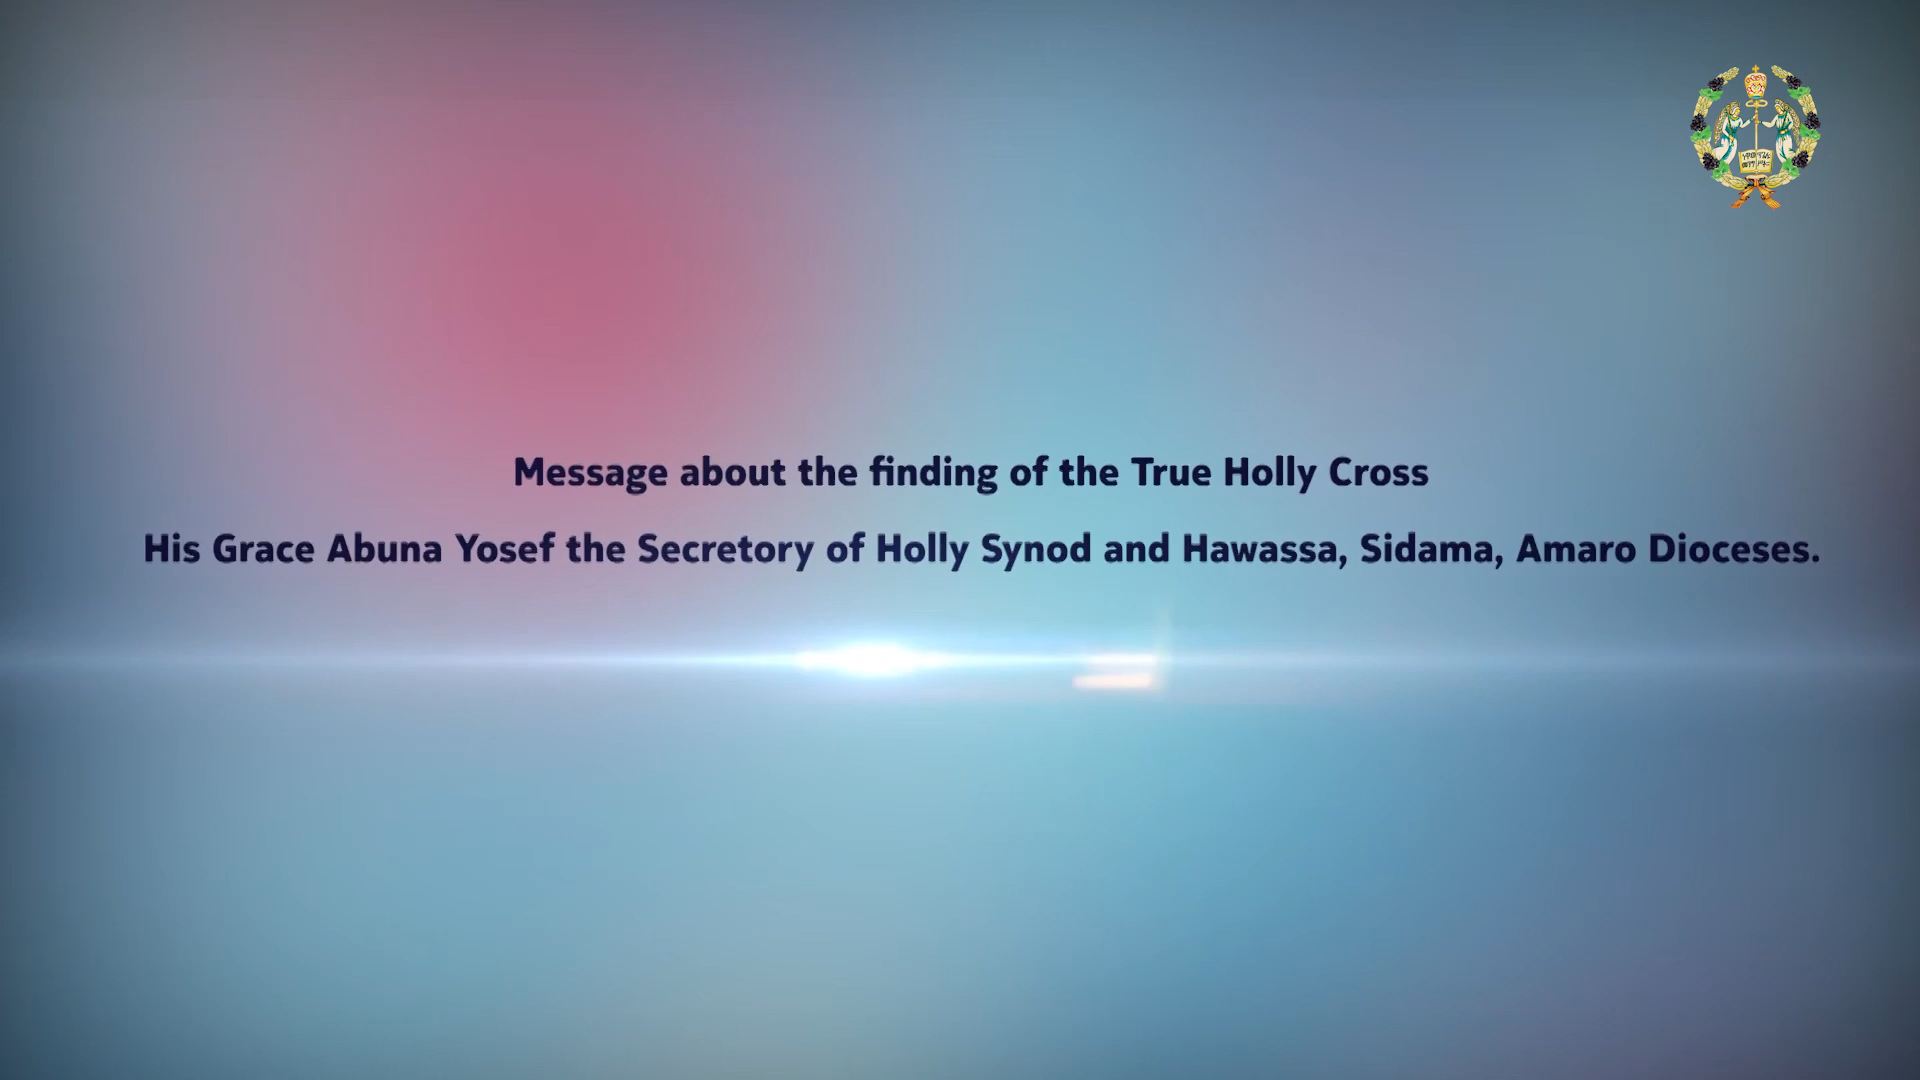 Message about the finding of the True Holly Cross
His Grace Abuna Yosef the Secretory of Holly Synod and Hawassa, Sidama, Amaro Dioceses.